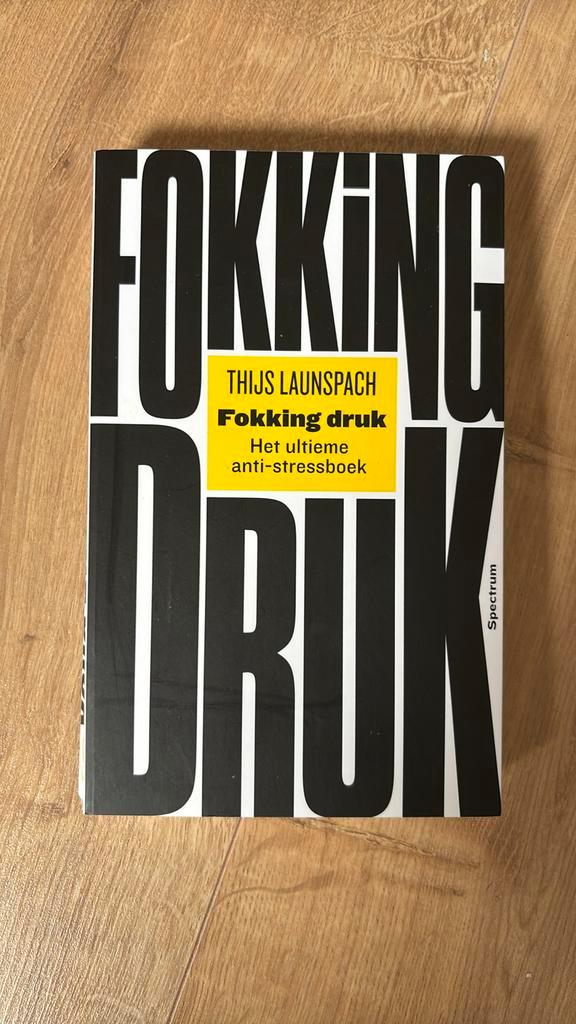 FOKKiNG
THIJS LAUNSPACH
Fokking druk
Het ultieme
anti-stressboek
DRUK
Spectrum